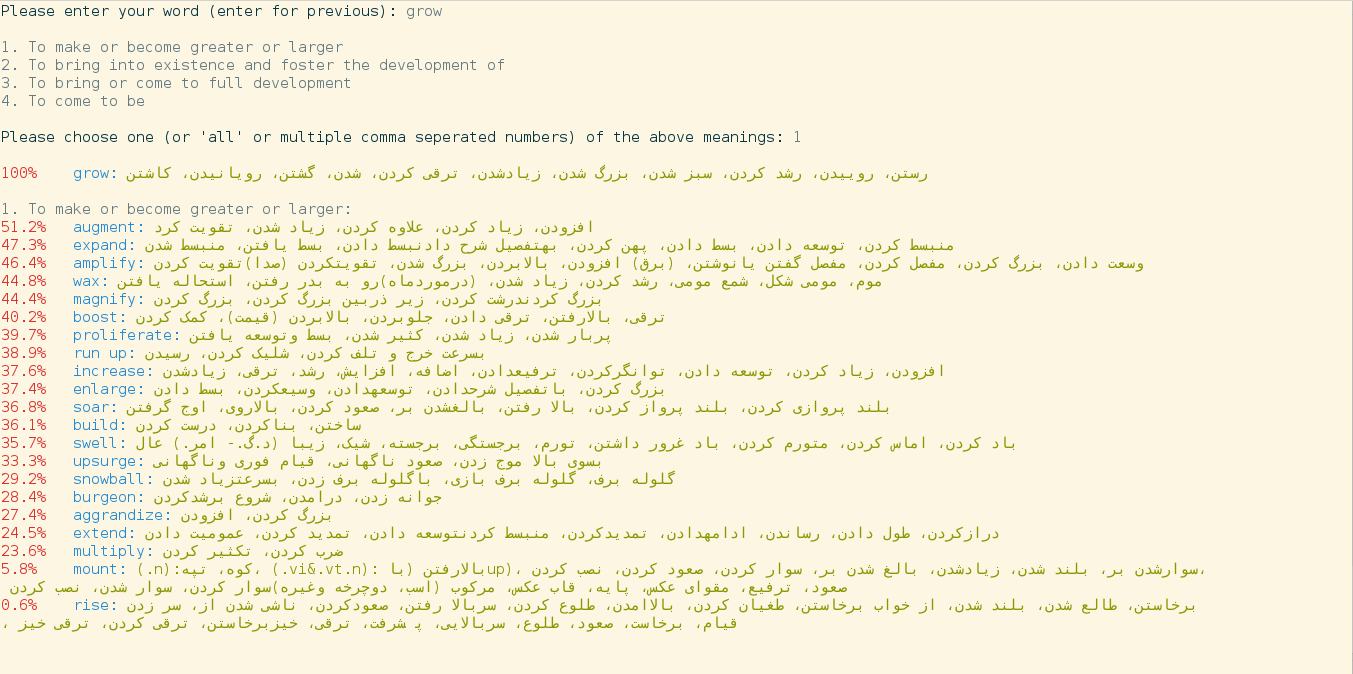 Please enter your word (enter for previous): grow
1. To make or become greater or larger
2. To bring into existence and foster the development of
3. To bring or come to full development
4. To come to be
Please choose one (or 'all' or multiple comma seperated numbers) of the above meanings: 1
100% grow: رستن، روییدن، رشد کردن، سبز شدن، بزرگ شدن، زیادشدن، ترقی کردن، شدن، گشتن، رویانیدن، کاشتن
1. To make or become greater or larger:
51.2% augment: افزودن، زیاد کردن، علاوه کردن، زیاد شدن، تقویت کرد
47.3% expand: منبسط کردن، توسعه دادن، بسط دادن، پهن کردن، بهتفصیل شرح دادنبسط دادن، بسط یافتن، منبسط شدن
46.4% amplify: وسعت دادن، بزرگ کردن، مفصل کردن، مفصل گفتن یانوشتن، (برق) افزودن، بالابردن، بزرگ شدن، تقویتکردن (صدا)تقویت کردن
44.8% wax: موم، مومی شکل، شمع مومی، رشد کردن، زیاد شدن، (درموردماه)رو به بدر رفتن، استحاله یافتن
44.4% magnify: بزرگ کردندرشت کردن، زیر ذربین بزرگ کردن، بزرگ کردن
40.2% boost: ترقی، بالارفتن، ترقی دادن، جلوبردن، بالابردن (قیمت)، کمک کردن
39.7% proliferate: پربار شدن، زیاد شدن، کثیر شدن، بسط وتوسعه یافتن
38.9% run up: بسرعت خرج و تلف کردن، شلیک کردن، رسیدن
37.6% increase: افزودن، زیاد کردن، توسعه دادن، توانگرکردن، ترفیعدادن، اضافه، افزایش، رشد، ترقی، زیادشدن
37.4% enlarge: بزرگ کردن، باتفصیل شرحدادن، توسعهدادن، وسیعکردن، بسط دادن
36.8% soar: بلند پروازی کردن، بلند پرواز کردن، بالا رفتن، بالغشدن بر، صعود کردن، بالاروی، اوج گرفتن
36.1% build: ساختن، بناکردن، درست کردن
35.7% swell: باد کردن، اماس کردن، متورم کردن، باد غرور داشتن، تورم، برجستگی، برجسته، شیک، زیبا (د.گ.- امر.) عال
33.3% upsurge: بسوی بالا موج زدن، صعود ناگهانی، قیام فوری وناگهانی
29.2% snowball: گلوله برف، گلوله برف بازی، باگلوله برف زدن، بسرعتزیاد شدن
28.4% burgeon: جوانه زدن، درامدن، شروع برشدکردن
27.4% aggrandize: بزرگ کردن، افزودن
24.5% extend: درازکردن، طول دادن، رساندن، ادامهدادن، تمدیدکردن، منبسط کردنتوسعه دادن، تمدید کردن، عمومیت دادن
23.6% multiply: ضرب کردن، تکثیر کردن
5.8% mount: (.n):کوه، تپه، (.vi&.vt.n): بالارفتن (با up)، سوارشدن بر، بلند شدن، زیادشدن، بالغ شدن بر، سوار کردن، صعود کردن، نصب کردن،
صعود، ترفیع، مقوای عکس، پایه، قاب عکس، مرکوب (اسب، دوچرخه وغیره)سوار کردن، سوار شدن، نصب کردن
0.6% rise: برخاستن، طالع شدن، بلند شدن، از خواب برخاستن، طغیان کردن، بالاامدن، طلوع کردن، سربالا رفتن، صعودکردن، ناشی شدن از، سر زدن
قیام، برخاست، صعود، طلوع، سربالایی، پیشرفت، ترقی، خیزبرخاستن، ترقی کردن، ترقی خیز ،